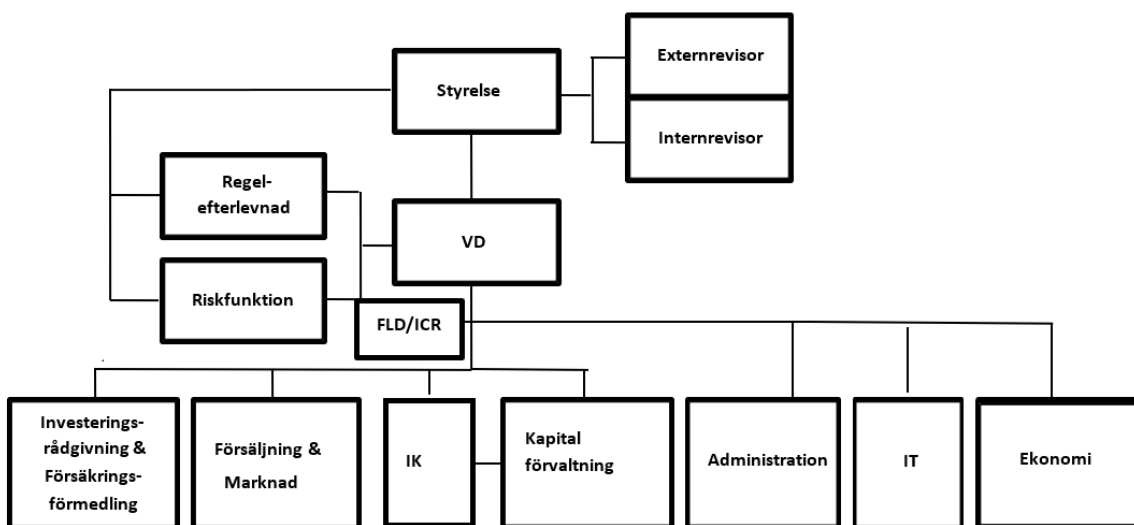 Externrevisor
Styrelse
Internrevisor
Regel-
efterlevnad
VD
Riskfunktion
FLD/ICR
Investerings-
rådgivning &
Försäkrings-
förmedling
Försäljning &
Marknad
IK
Kapital
förvaltning
Administration
IT
Ekonomi